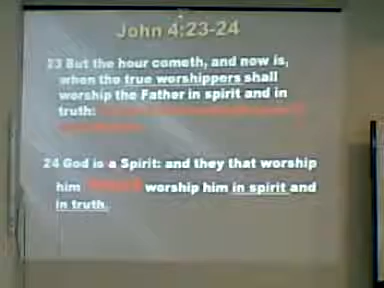 John 4:23-24
23 But the hour cometh, and now is,
when the true worshippers shall
worship the Father in spirit and in
truth:
24 God is a Spirit: and they that worship
him worship him in spirit and
in truth.